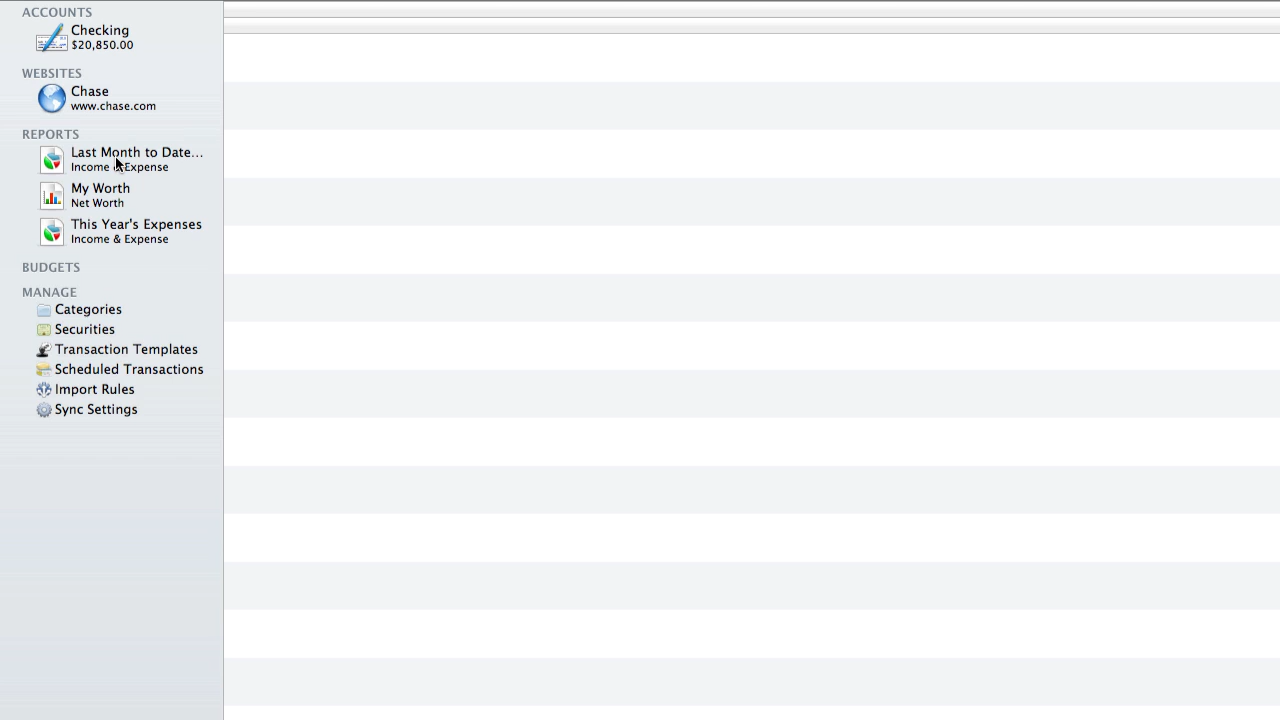 ACCOUNTS
Checking
$20,850.00
WEBSITES
Chase
www.chase.com
REPORTS
Last Month to Date...
Income & Expense
My Worth
Net Worth
This Year's Expenses
Income & Expense
BUDGETS
MANAGE
Categories
Securities
Transaction Templates
Scheduled Transactions
Import Rules
Sync Settings